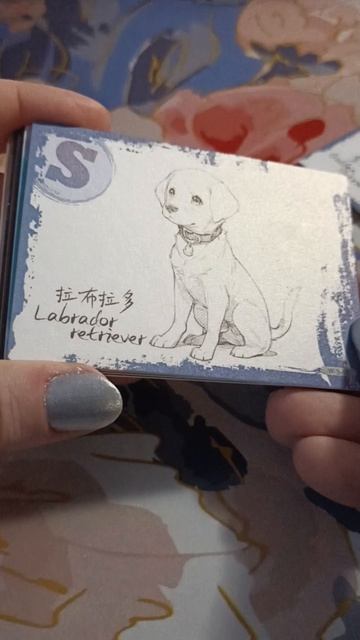 S
拉布拉多
Labrador
retriever